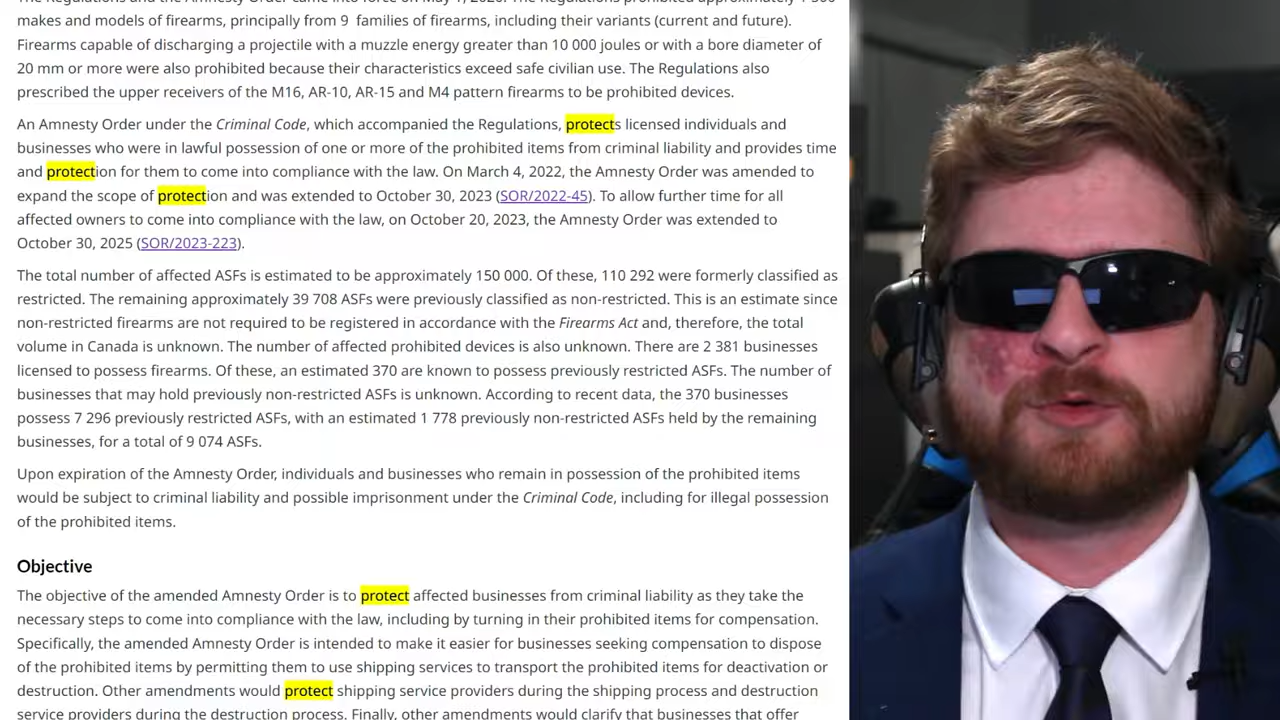 makes and models of firearms, principally from 9 families of firearms, including their variants (current and future).
Firearms capable of discharging a projectile with a muzzle energy greater than 10 000 joules or with a bore diameter of
20 mm or more were also prohibited because their characteristics exceed safe civilian use. The Regulations also
prescribed the upper receivers of the M16, AR-10, AR-15 and M4 pattern firearms to be prohibited devices.
An Amnesty Order under the Criminal Code, which accompanied the Regulations, protects licensed individuals and
businesses who were in lawful possession of one or more of the prohibited items from criminal liability and provides time
and protection for them to come into compliance with the law. On March 4, 2022, the Amnesty Order was amended to
expand the scope of protection and was extended to October 30, 2023 (SOR/2022-45). To allow further time for all
affected owners to come into compliance with the law, on October 20, 2023, the Amnesty Order was extended to
October 30, 2025 (SOR/2023-223).
The total number of affected ASFs is estimated to be approximately 150 000. Of these, 110 292 were formerly classified as
restricted. The remaining approximately 39 708 ASFs were previously classified as non-restricted. This is an estimate since
non-restricted firearms are not required to be registered in accordance with the Firearms Act and, therefore, the total
volume in Canada is unknown. The number of affected prohibited devices is also unknown. There are 2 381 businesses
licensed to possess firearms. Of these, an estimated 370 are known to possess previously restricted ASFs. The number of
businesses that may hold previously non-restricted ASFs is unknown. According to recent data, the 370 businesses
possess 7 296 previously restricted ASFs, with an estimated 1 778 previously non-restricted ASFs held by the remaining
businesses, for a total of 9 074 ASFs.
Upon expiration of the Amnesty Order, individuals and businesses who remain in possession of the prohibited items
would be subject to criminal liability and possible imprisonment under the Criminal Code, including for illegal possession
of the prohibited items.
Objective
The objective of the amended Amnesty Order is to protect affected businesses from criminal liability as they take the
necessary steps to come into compliance with the law, including by turning in their prohibited items for compensation.
Specifically, the amended Amnesty Order is intended to make it easier for businesses seeking compensation to dispose
of the prohibited items by permitting them to use shipping services to transport the prohibited items for deactivation or
destruction. Other amendments would protect shipping service providers during the shipping process and destruction
service providers during the destruction process. Finally, other amendments would clarify that businesses that offer